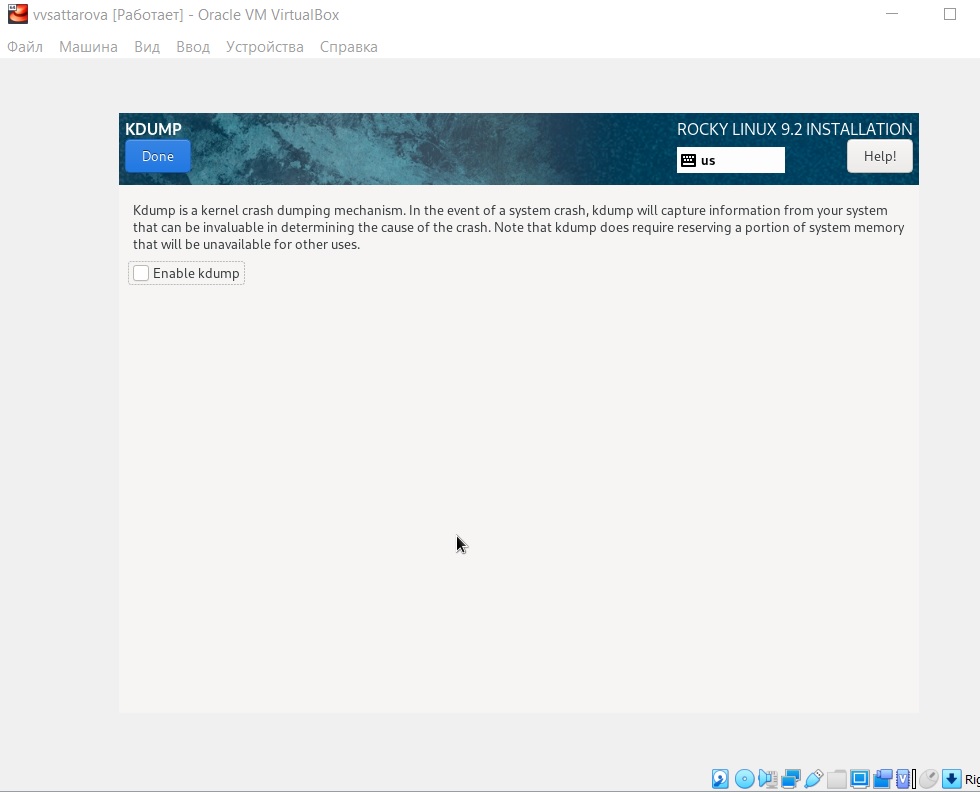 vvsattarova [Работает] - Oracle VM VirtualBox
Файл Машина Вид Ввод Устройства Справка
KDUMP
ROCKY LINUX 9.2 INSTALLATION
Done
us
Help!
Kdump is a kernel crash dumping mechanism. In the event of a system crash, kdump will capture information from your system
that can be invaluable in determining the cause of the crash. Note that kdump does require reserving a portion of system memory
that will be unavailable for other uses.
Enable kdump